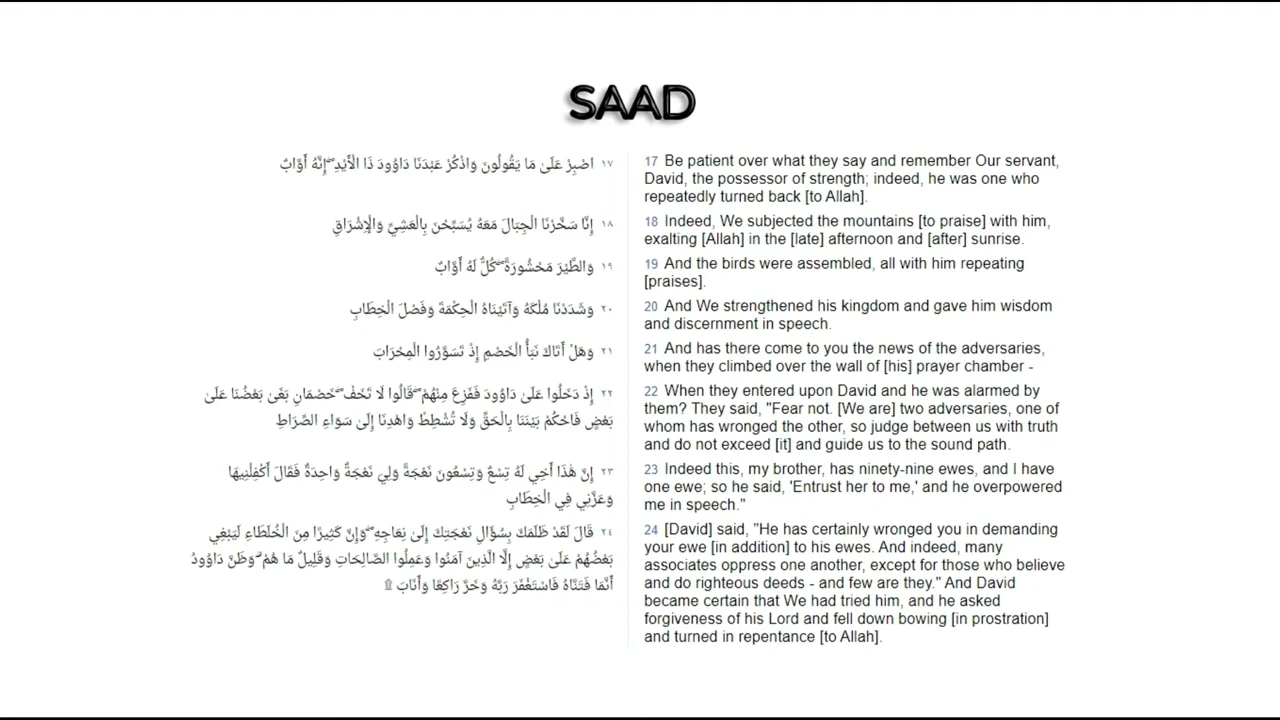 SAAD
١٧ اصْبِرْ عَلَىٰ مَا يَقُولُونَ وَاذْكُرْ عَبْدَنَا دَاوُودَ ذَا الْأَيْدِ ۖ إِنَّهُ أَوَّابٌ
١٨ إِنَّا سَخَّرْنَا الْجِبَالَ مَعَهُ يُسَبِّحْنَ بِالْعَشِيِّ وَالْإِشْرَاقِ
١٩ وَالطَّيْرَ مَحْشُورَةً ۖ كُلٌّ لَهُ أَوَّابٌ
٢٠ وَشَدَدْنَا مُلْكَهُ وَآتَيْنَاهُ الْحِكْمَةَ وَفَصْلَ الْخِطَابِ
٢١ وَهَلْ أَتَاكَ نَبَأُ الْخَصْمِ إِذْ تَسَوَّرُوا الْمِحْرَابَ
٢٢ إِذْ دَخَلُوا عَلَىٰ دَاوُودَ فَفَزِعَ مِنْهُمْ ۖ قَالُوا لَا تَخَفْ ۖ خَصْمَانِ بَغَىٰ بَعْضُنَا عَلَىٰ
بَعْضٍ فَاحْكُمْ بَيْنَنَا بِالْحَقِّ وَلَا تُشْطِطْ وَاهْدِنَا إِلَىٰ سَوَاءِ الصِّرَاطِ
٢٣ إِنَّ هَٰذَا أَخِي لَهُ تِسْعٌ وَتِسْعُونَ نَعْجَةً وَلِيَ نَعْجَةٌ وَاحِدَةٌ فَقَالَ أَكْفِلْنِيهَا
وَعَزَّنِي فِي الْخِطَابِ
٢٤ قَالَ لَقَدْ ظَلَمَكَ بِسُؤَالِ نَعْجَتِكَ إِلَىٰ نِعَاجِهِ ۖ وَإِنَّ كَثِيرًا مِنَ الْخُلَطَاءِ لَيَبْغِي
بَعْضُهُمْ عَلَىٰ بَعْضٍ إِلَّا الَّذِينَ آمَنُوا وَعَمِلُوا الصَّالِحَاتِ وَقَلِيلٌ مَا هُمْ ۗ وَظَنَّ دَاوُودُ
أَنَّمَا فَتَنَّاهُ فَاسْتَغْفَرَ رَبَّهُ وَخَرَّ رَاكِعًا وَأَنَابَ ۩
17 Be patient over what they say and remember Our servant,
David, the possessor of strength; indeed, he was one who
repeatedly turned back [to Allah].
18 Indeed, We subjected the mountains [to praise] with him,
exalting [Allah] in the [late] afternoon and [after] sunrise.
19 And the birds were assembled, all with him repeating
[praises].
20 And We strengthened his kingdom and gave him wisdom
and discernment in speech.
21 And has there come to you the news of the adversaries,
when they climbed over the wall of [his] prayer chamber -
22 When they entered upon David and he was alarmed by
them? They said, "Fear not. [We are] two adversaries, one of
whom has wronged the other, so judge between us with truth
and do not exceed [it] and guide us to the sound path.
23 Indeed this, my brother, has ninety-nine ewes, and I have
one ewe; so he said, 'Entrust her to me,' and he overpowered
me in speech."
24 [David] said, "He has certainly wronged you in demanding
your ewe [in addition] to his ewes. And indeed, many
associates oppress one another, except for those who believe
and do righteous deeds - and few are they." And David
became certain that We had tried him, and he asked
forgiveness of his Lord and fell down bowing [in prostration]
and turned in repentance [to Allah].